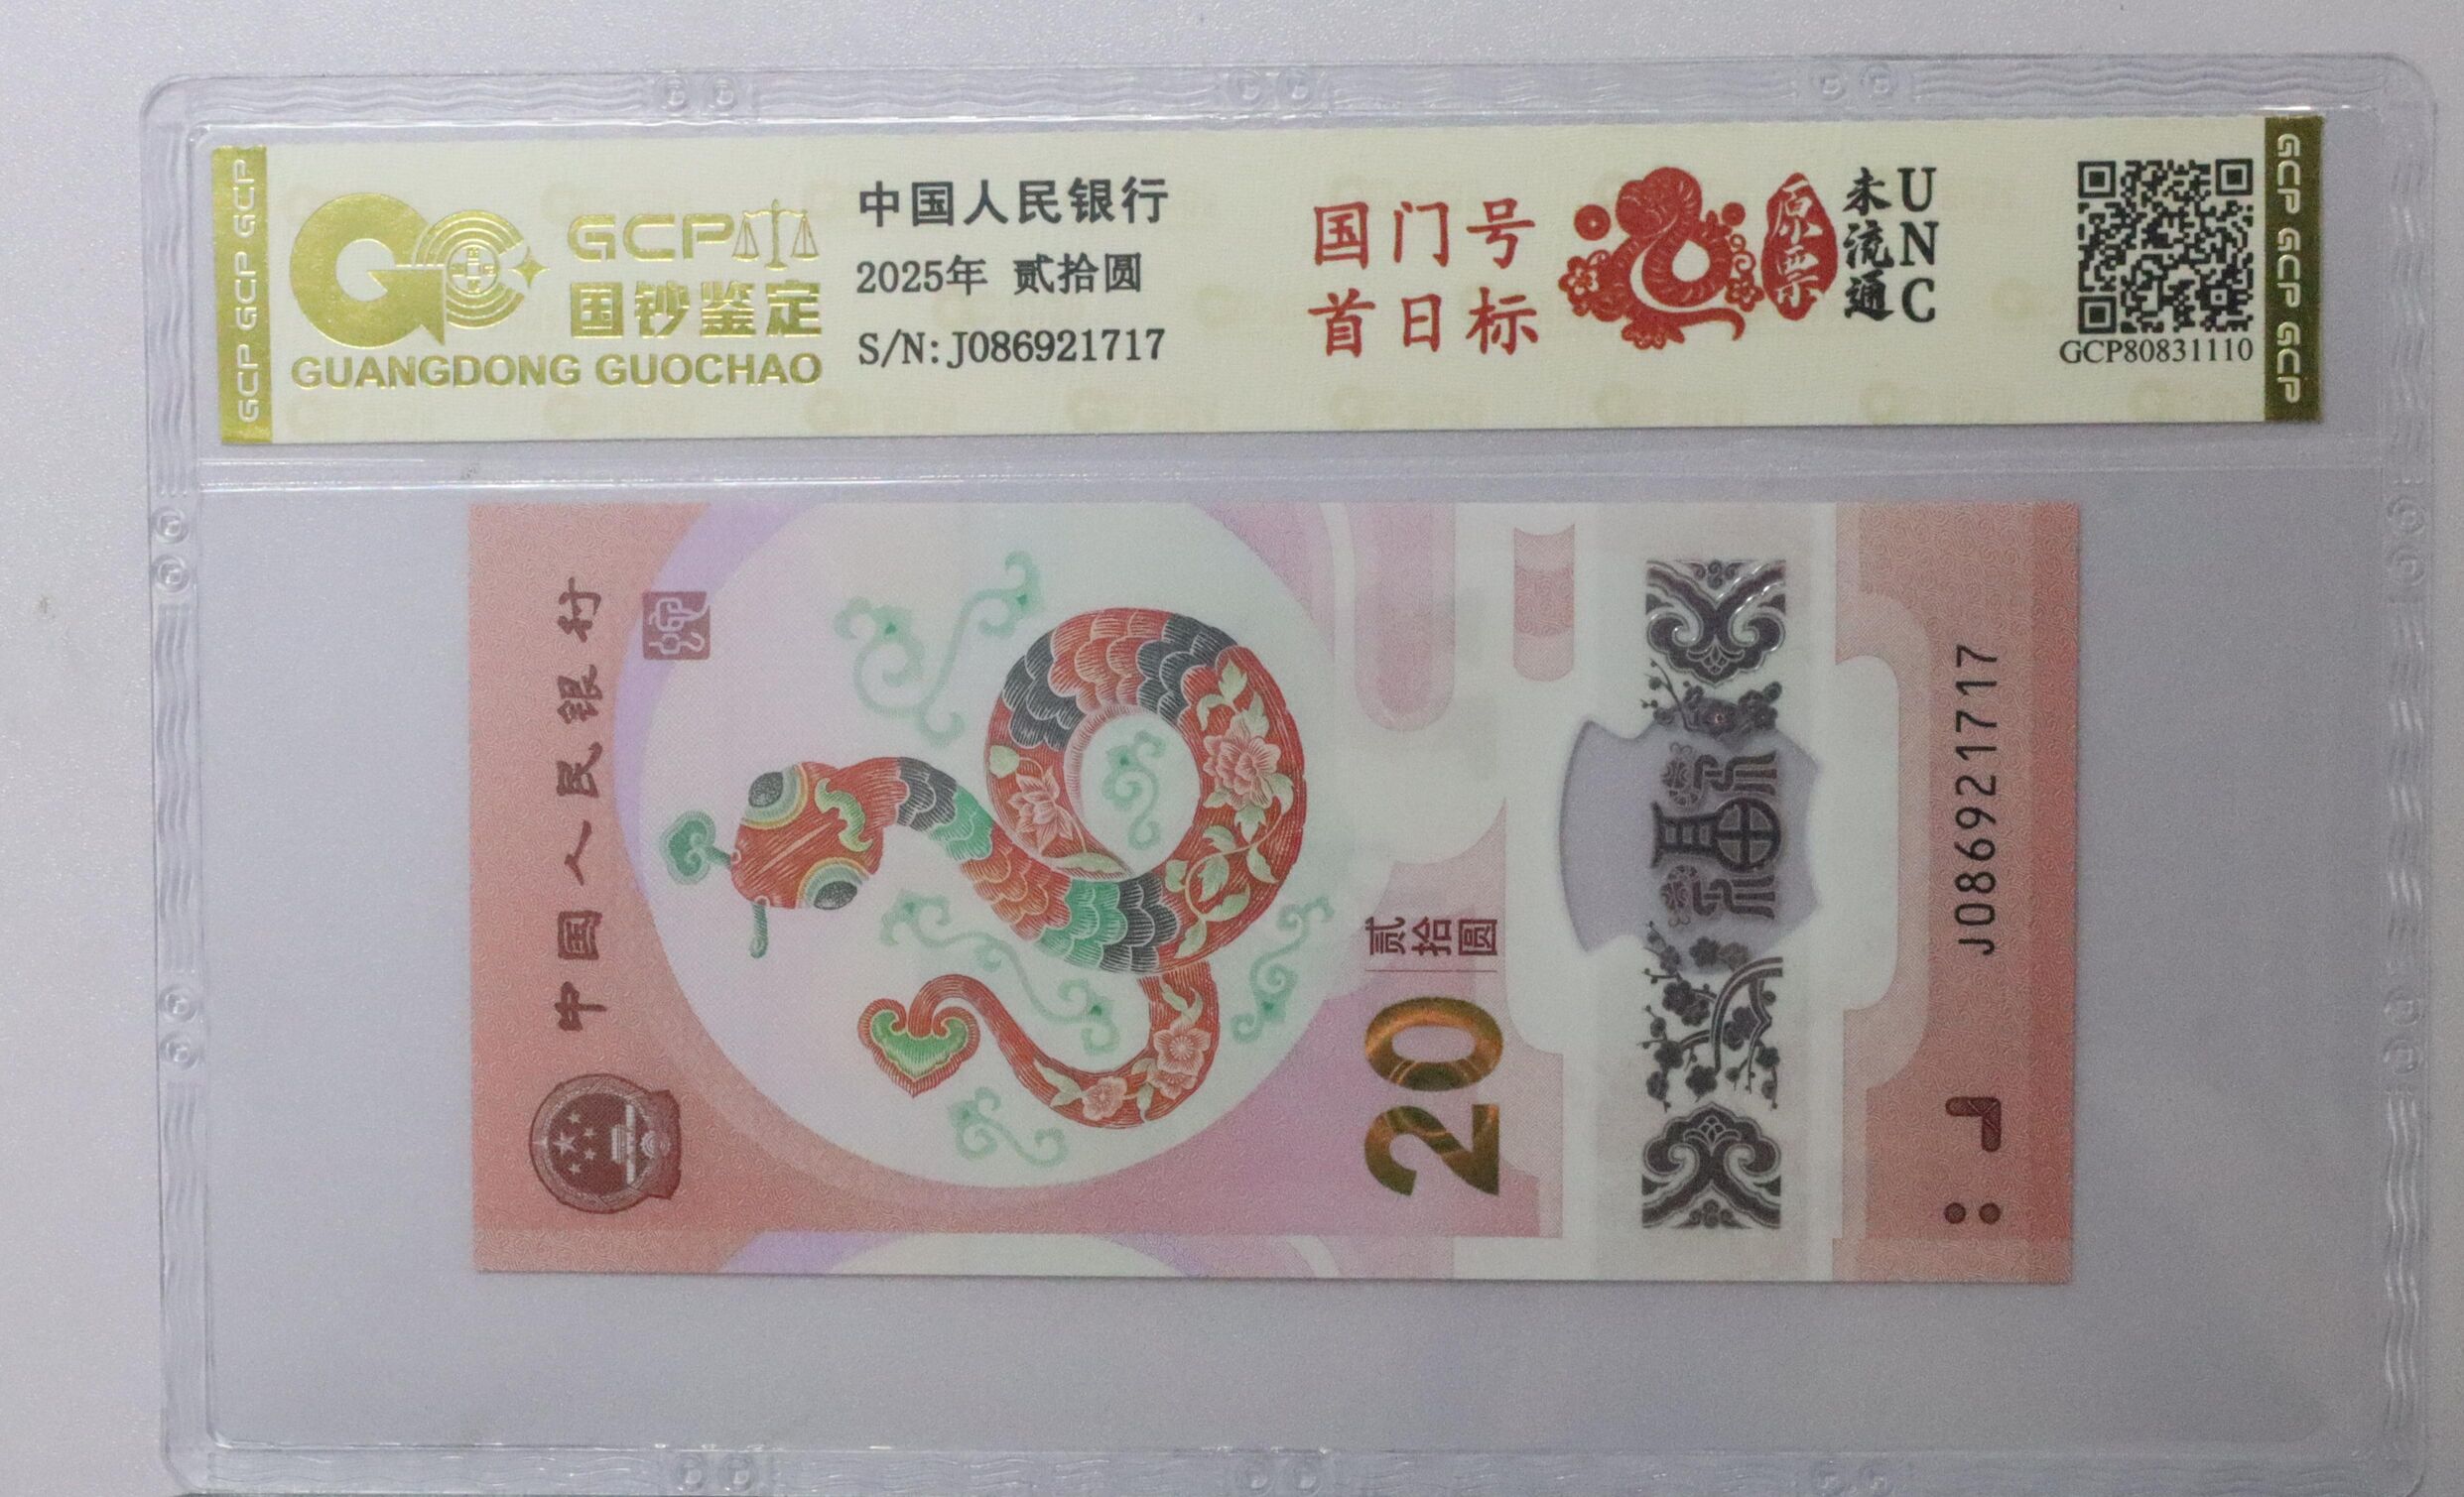 GCP GCP GCP
GCP
国钞鉴定
GUANGDONG GUOCHAO
中国人民银行
2025年 贰拾圆
S/N:J086921717
国门号
首日标
原票
未流通
UNC
GCP80831110
GCP GCP GCP
中国人民银行
贰拾圆
20
福
J086921717